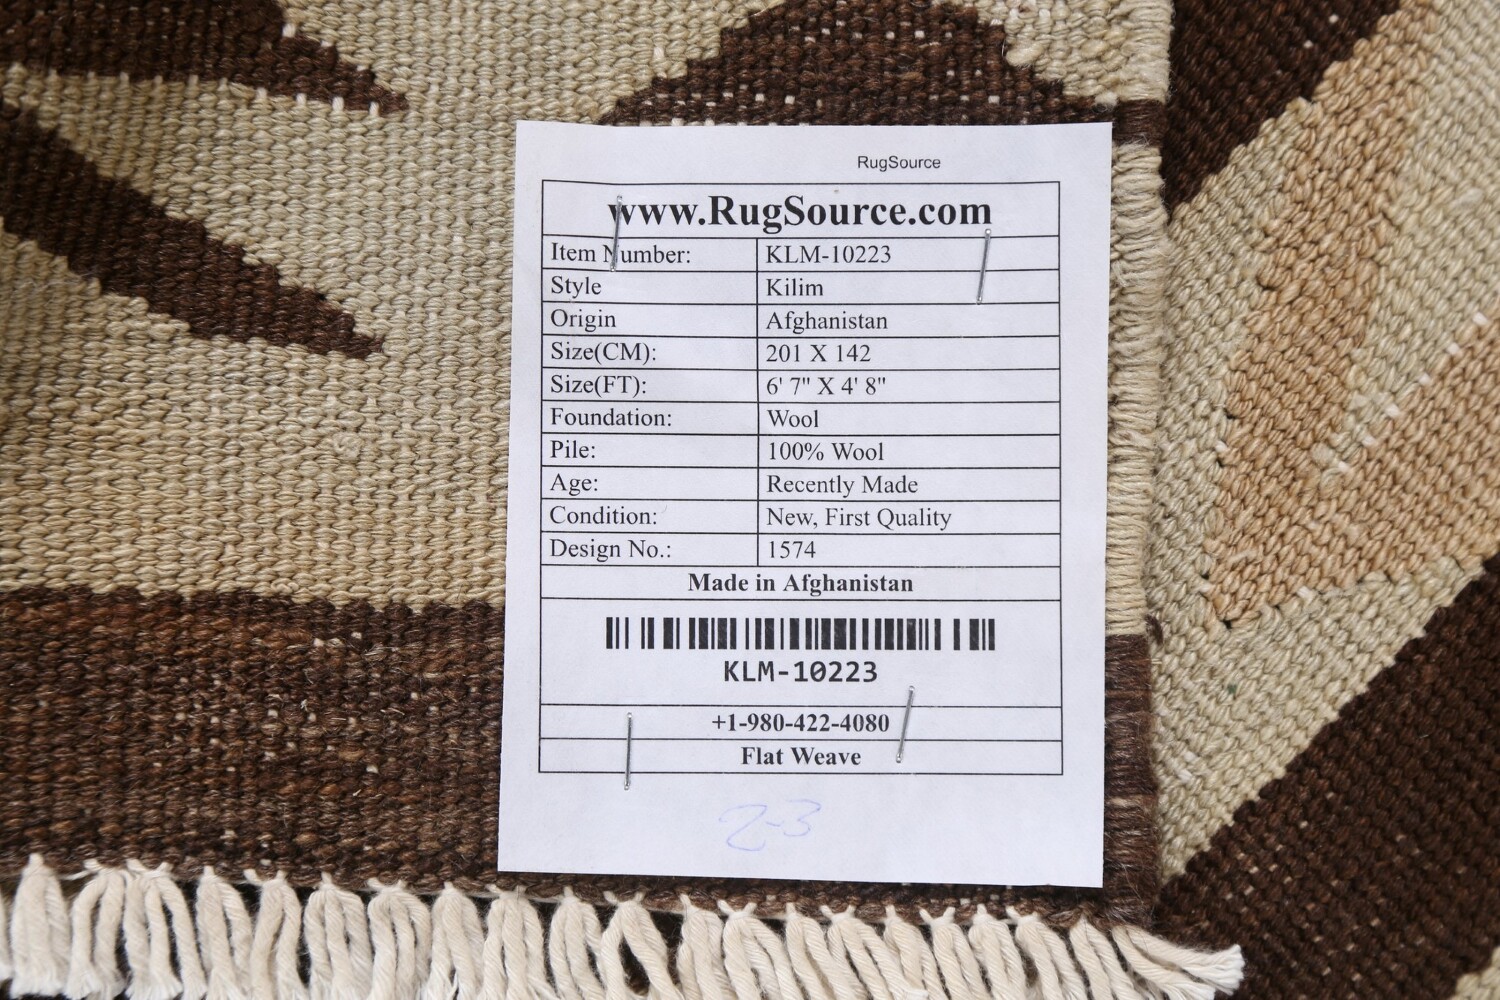 RugSource
www.RugSource.com
Item Number: KLM-10223
Style Kilim
Origin Afghanistan
Size(CM): 201 X 142
Size(FT): 6' 7" X 4' 8"
Foundation: Wool
Pile: 100% Wool
Age: Recently Made
Condition: New, First Quality
Design No.: 1574
Made in Afghanistan
KLM-10223
+1-980-422-4080
Flat Weave
2-3